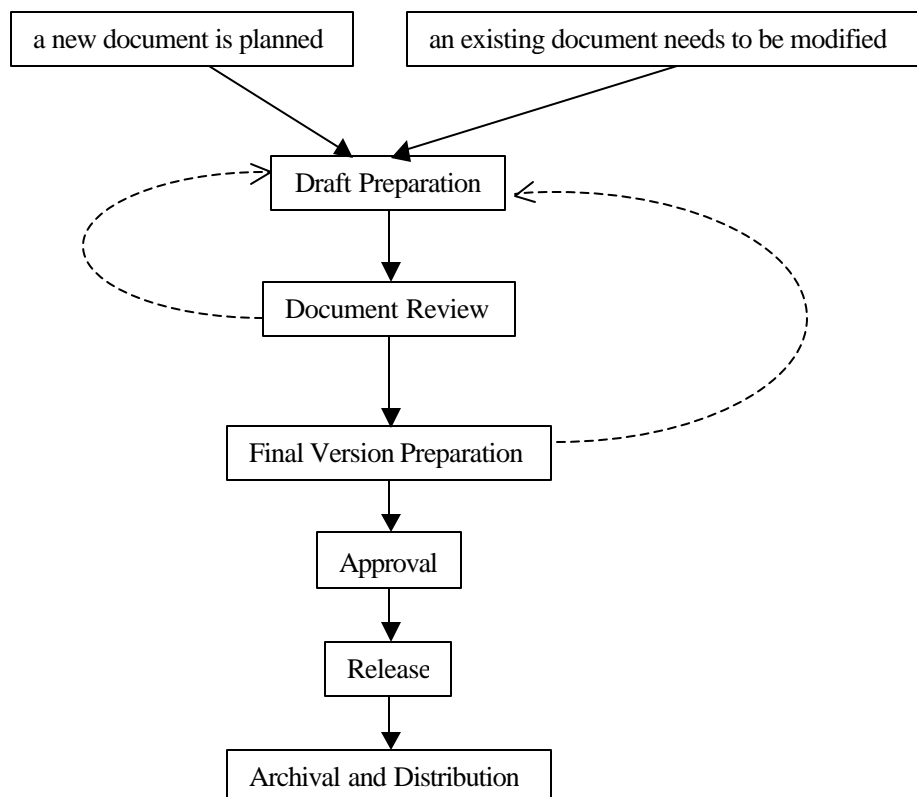 a new document is planned
an existing document needs to be modified
Draft Preparation
Document Review
Final Version Preparation
Approval
Release
Archival and Distribution